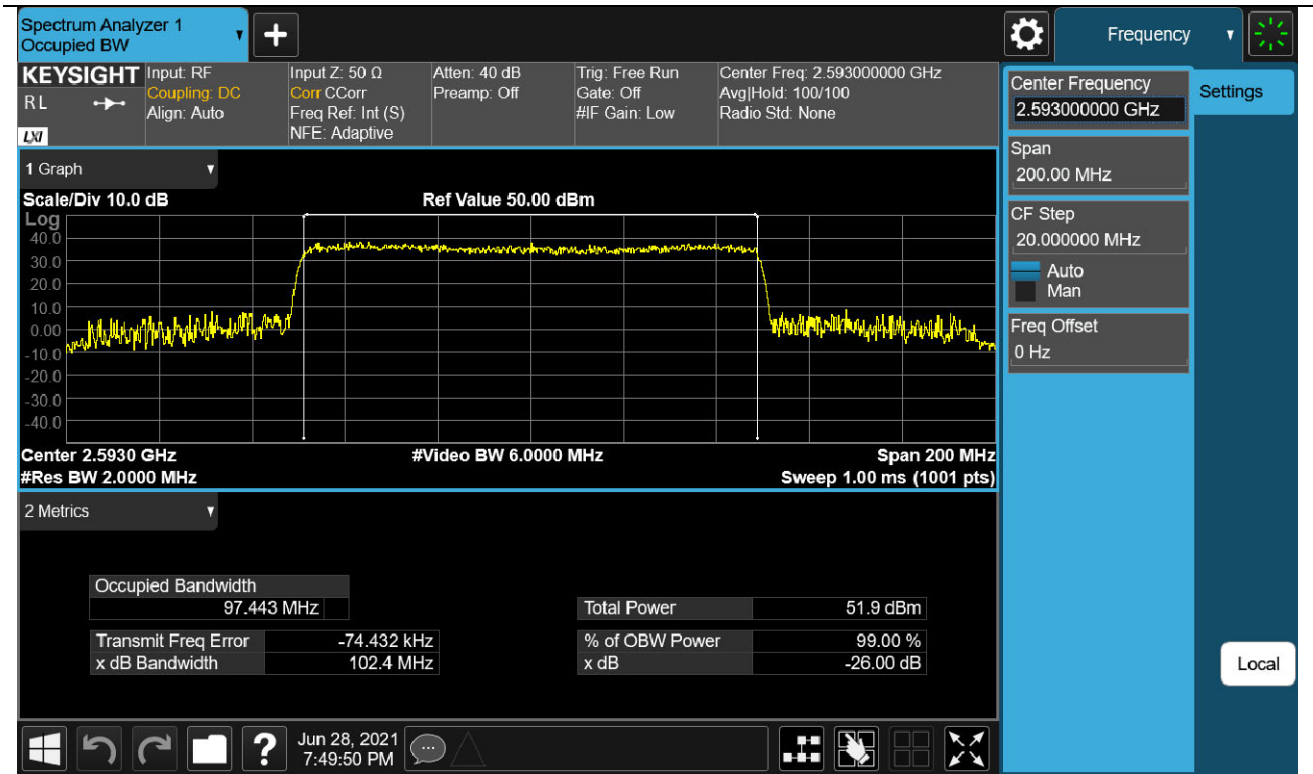 Spectrum Analyzer 1
Occupied BW
+
Frequency
KEYSIGHT
RL
LXI
Input: RF
Coupling: DC
Align: Auto
Input Z: 50 Ω
Corr CCorr
Freq Ref: Int (S)
NFE: Adaptive
Atten: 40 dB
Preamp: Off
Trig: Free Run
Gate: Off
#IF Gain: Low
Center Freq: 2.593000000 GHz
Avg|Hold: 100/100
Radio Std: None
Center Frequency
2.593000000 GHz
Settings
Span
200.00 MHz
CF Step
20.000000 MHz
Auto
Man
Freq Offset
0 Hz
1 Graph
Scale/Div 10.0 dB
Ref Value 50.00 dBm
Log
40.0
30.0
20.0
10.0
0.00
-10.0
-20.0
-30.0
-40.0
Center 2.5930 GHz
#Video BW 6.0000 MHz
Span 200 MHz
#Res BW 2.0000 MHz
Sweep 1.00 ms (1001 pts)
2 Metrics
Occupied Bandwidth
97.443 MHz
Total Power 51.9 dBm
Transmit Freq Error -74.432 kHz
% of OBW Power 99.00 %
x dB Bandwidth 102.4 MHz
x dB -26.00 dB
Local
?
Jun 28, 2021
7:49:50 PM